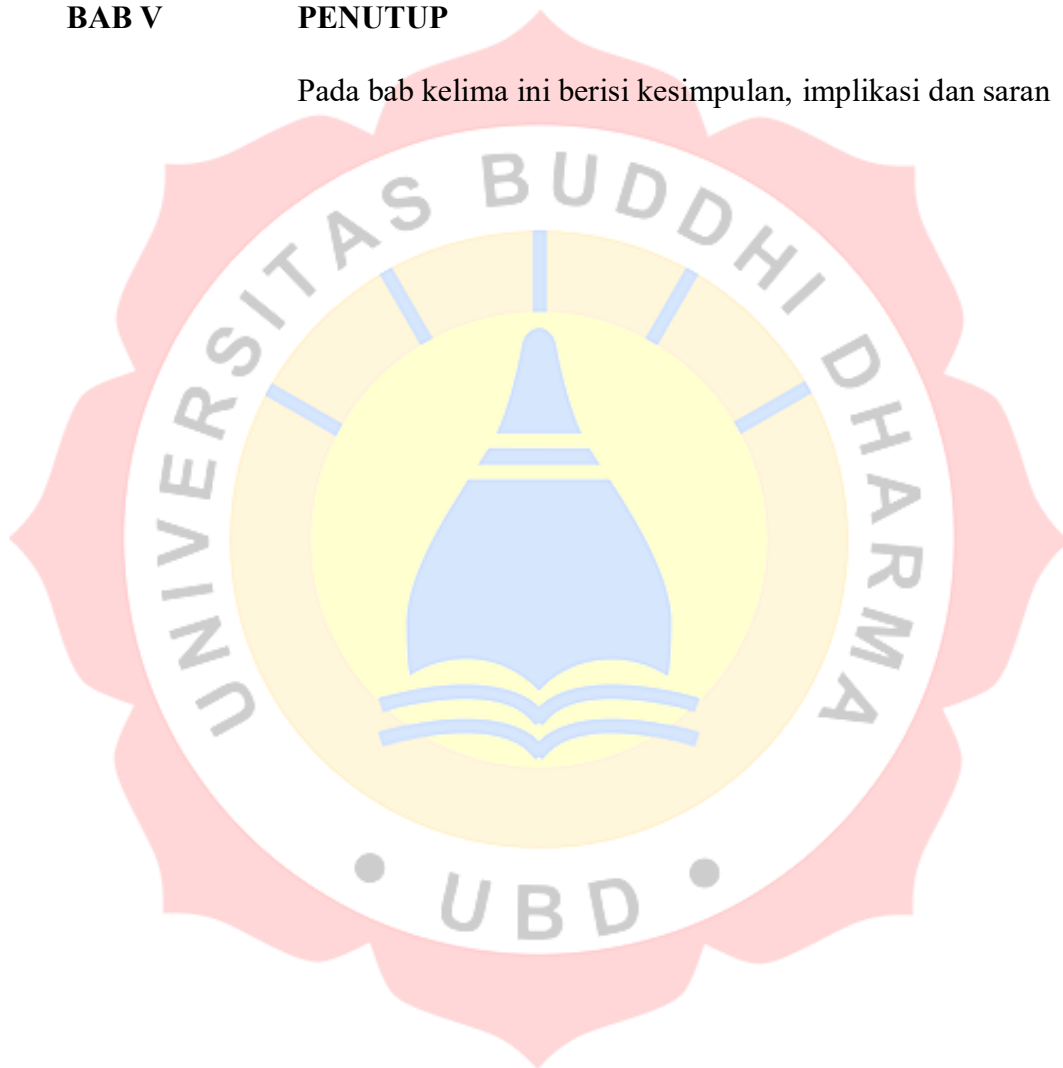 BAB V PENUTUP
Pada bab kelima ini berisi kesimpulan, implikasi dan saran
UNIVERSITAS BUDDHI DHARMA
• UBD •